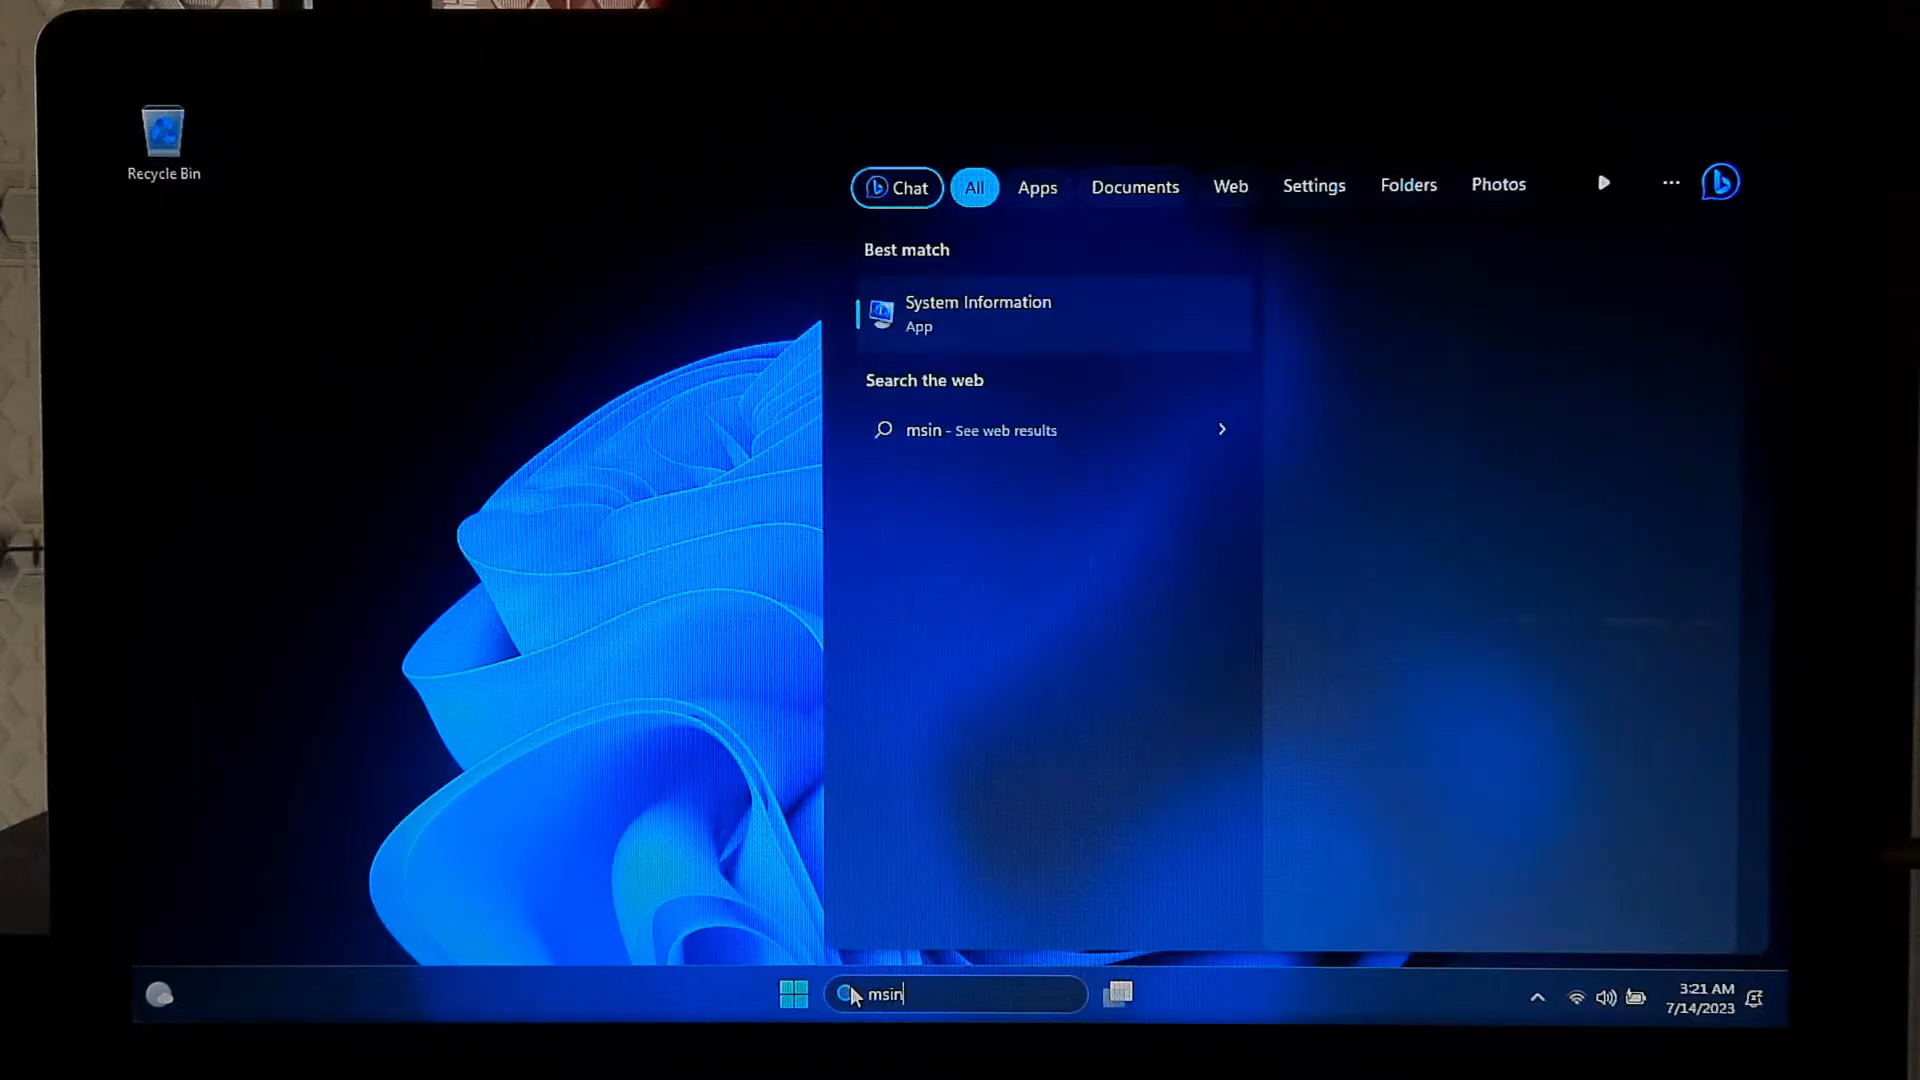 Recycle Bin
Chat All Apps Documents Web Settings Folders Photos
Best match
System Information
App
Search the web
msin - See web results
msin
3:21 AM
7/14/2023